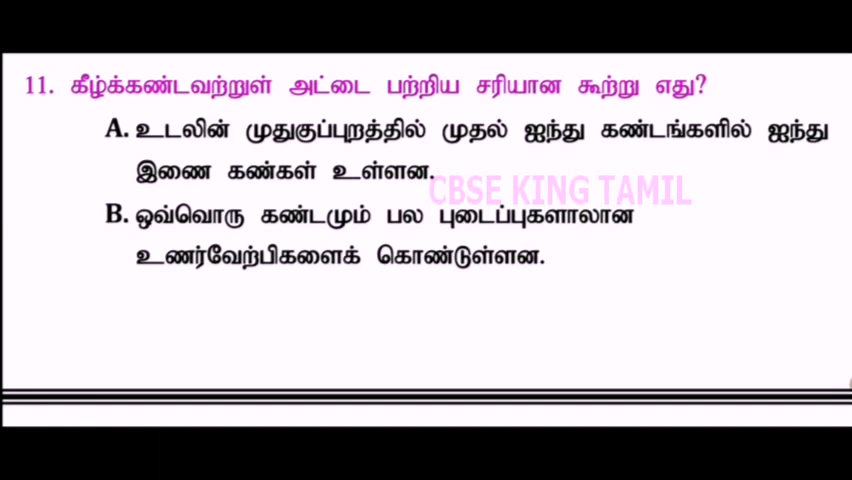 11. கீழ்க்கண்டவற்றுள் அட்டை பற்றிய சரியான கூற்று எது?
A. உடலின் முதுகுப்புறத்தில் முதல் ஐந்து கண்டங்களில் ஐந்து
இணை கண்கள் உள்ளன.
CBSE KING TAMIL
B. ஒவ்வொரு கண்டமும் பல புடைப்புகளாலான
உணர்வேற்பிகளைக் கொண்டுள்ளன.